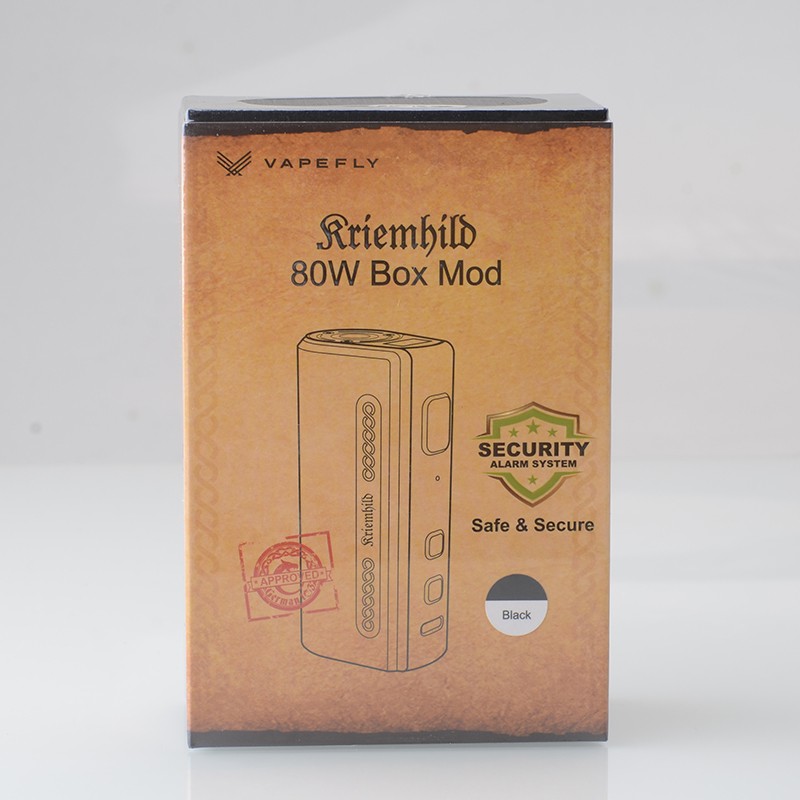 VAPEFLY
Kriemhild
80W Box Mod
Kriemhild
SECURITY
ALARM SYSTEM
Safe & Secure
APPROVED
Black